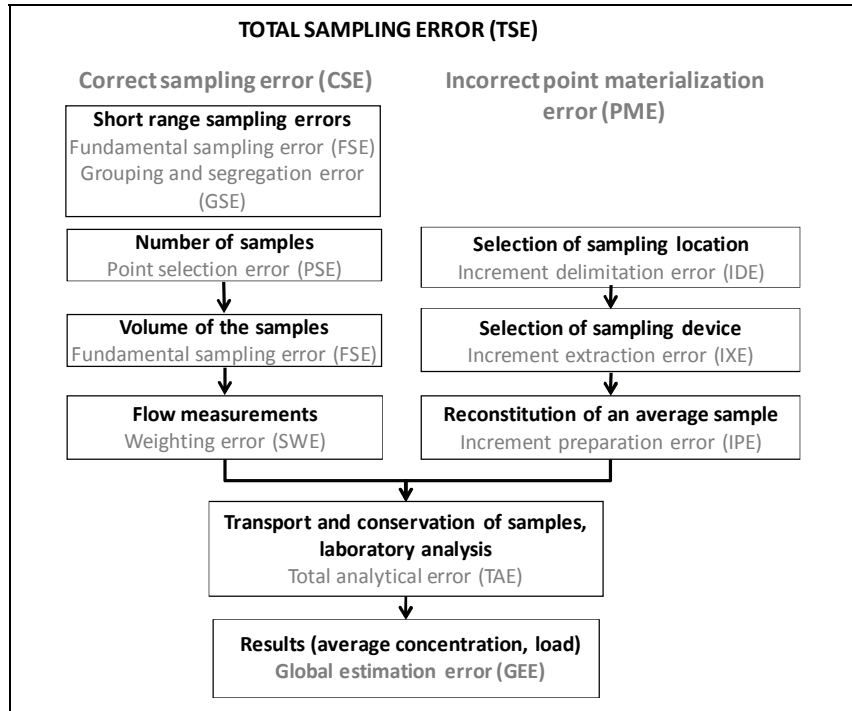 TOTAL SAMPLING ERROR (TSE)
Correct sampling error (CSE)
Incorrect point materialization
error (PME)
Short range sampling errors
Fundamental sampling error (FSE)
Grouping and segregation error
(GSE)
Number of samples
Point selection error (PSE)
Volume of the samples
Fundamental sampling error (FSE)
Flow measurements
Weighting error (SWE)
Selection of sampling location
Increment delimitation error (IDE)
Selection of sampling device
Increment extraction error (IXE)
Reconstitution of an average sample
Increment preparation error (IPE)
Transport and conservation of samples,
laboratory analysis
Total analytical error (TAE)
Results (average concentration, load)
Global estimation error (GEE)